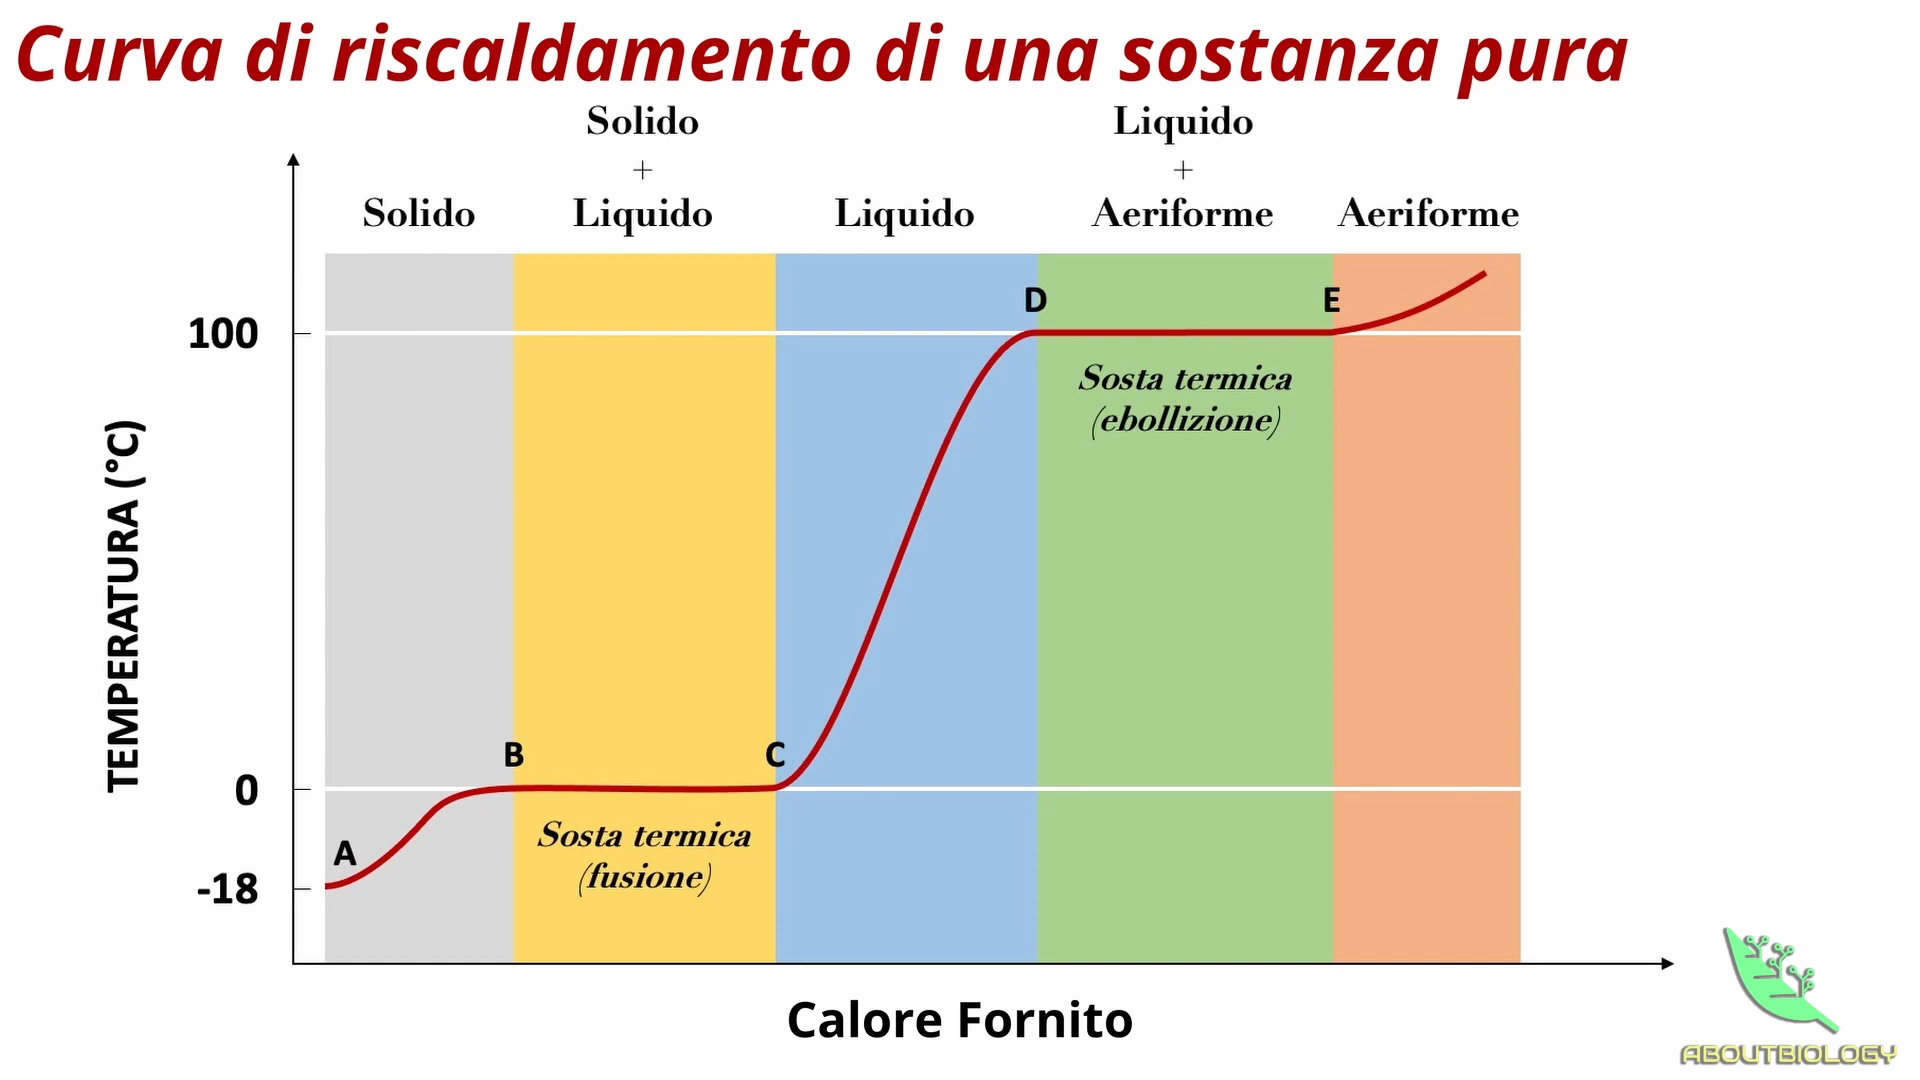 Curva di riscaldamento di una sostanza pura
Solido
+
Liquido
Liquido
+
Aeriforme
Solido
Liquido
Aeriforme
D
E
100
Sosta termica
(ebollizione)
TEMPERATURA (°C)
B
C
0
Sosta termica
(fusione)
A
-18
Calore Fornito
ABOUTBIOLOGY